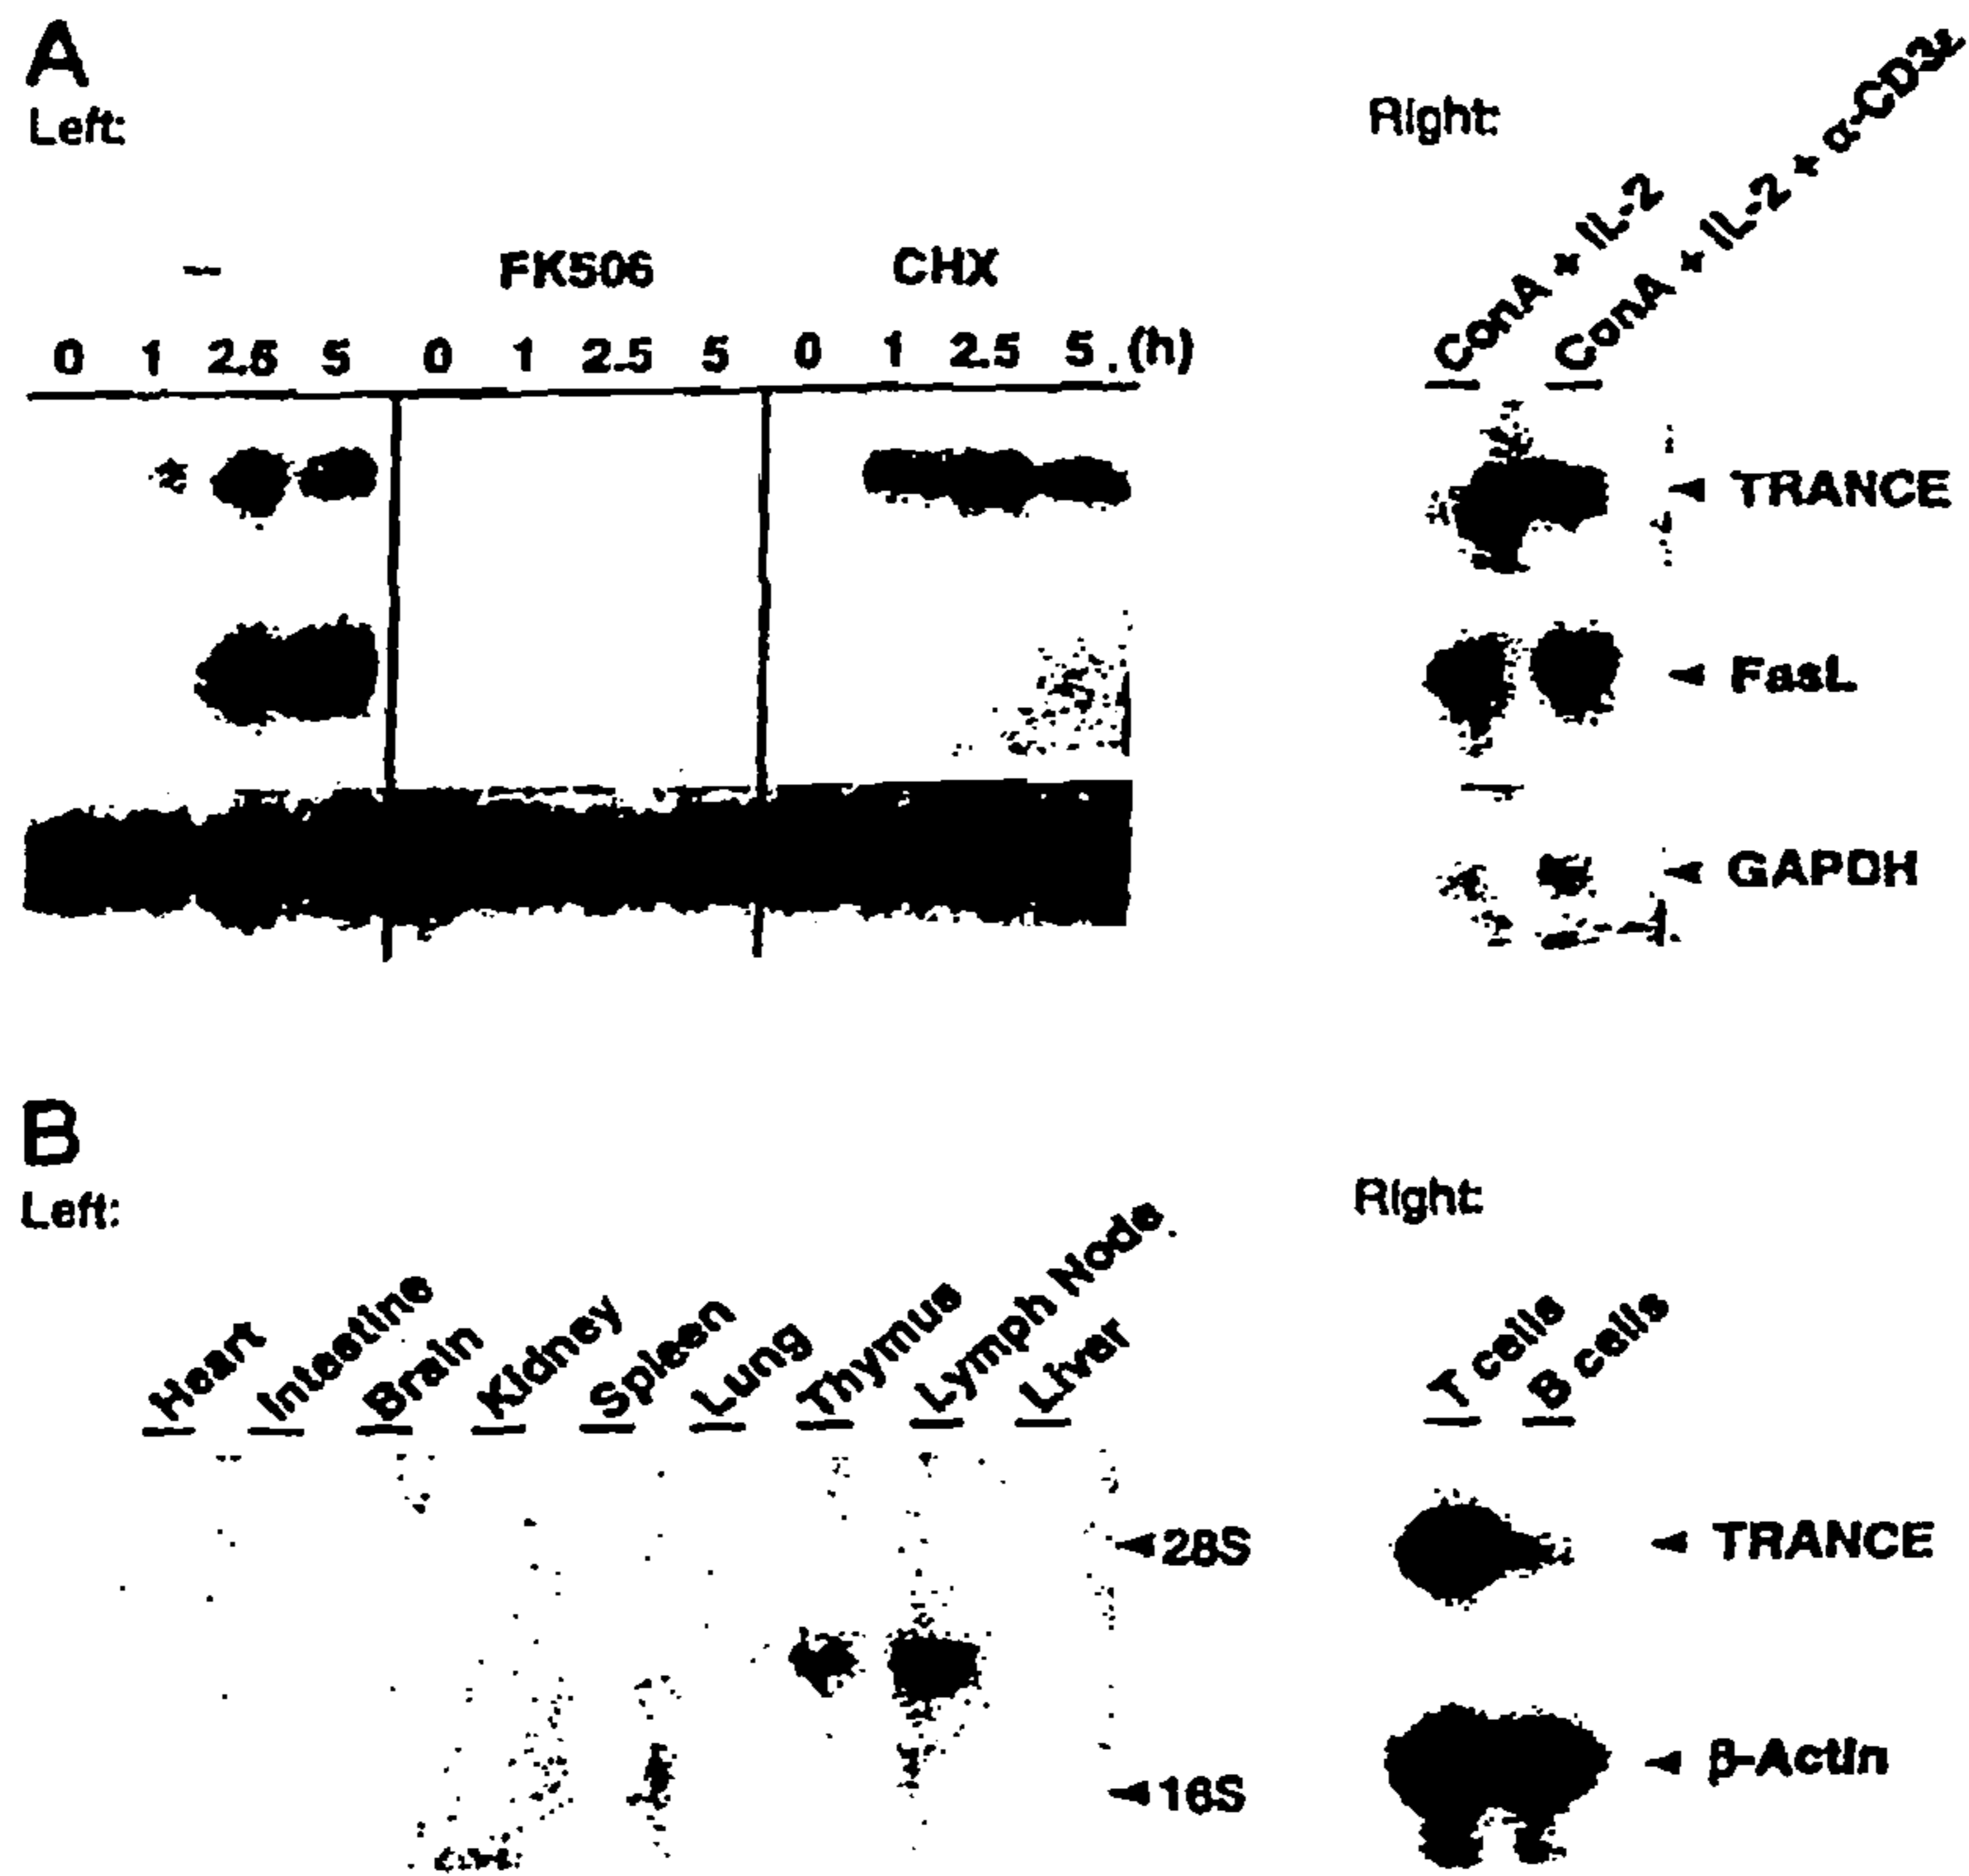 A
Left:
Right:
ConA + IL-2
ConA + IL-2 + α-CD3ε
– FK506 CHX
0 1 2.5 5 0 1 2.5 5 0 1 2.5 5 (h)
TRANCE
FasL
GAPDH
B
Left:
Right:
Heart
Intestine
Brain
Kidney
Spleen
Lung
Thymus
Lymph Node
Liver
T cells
B cells
28S
TRANCE
18S
β-Actin